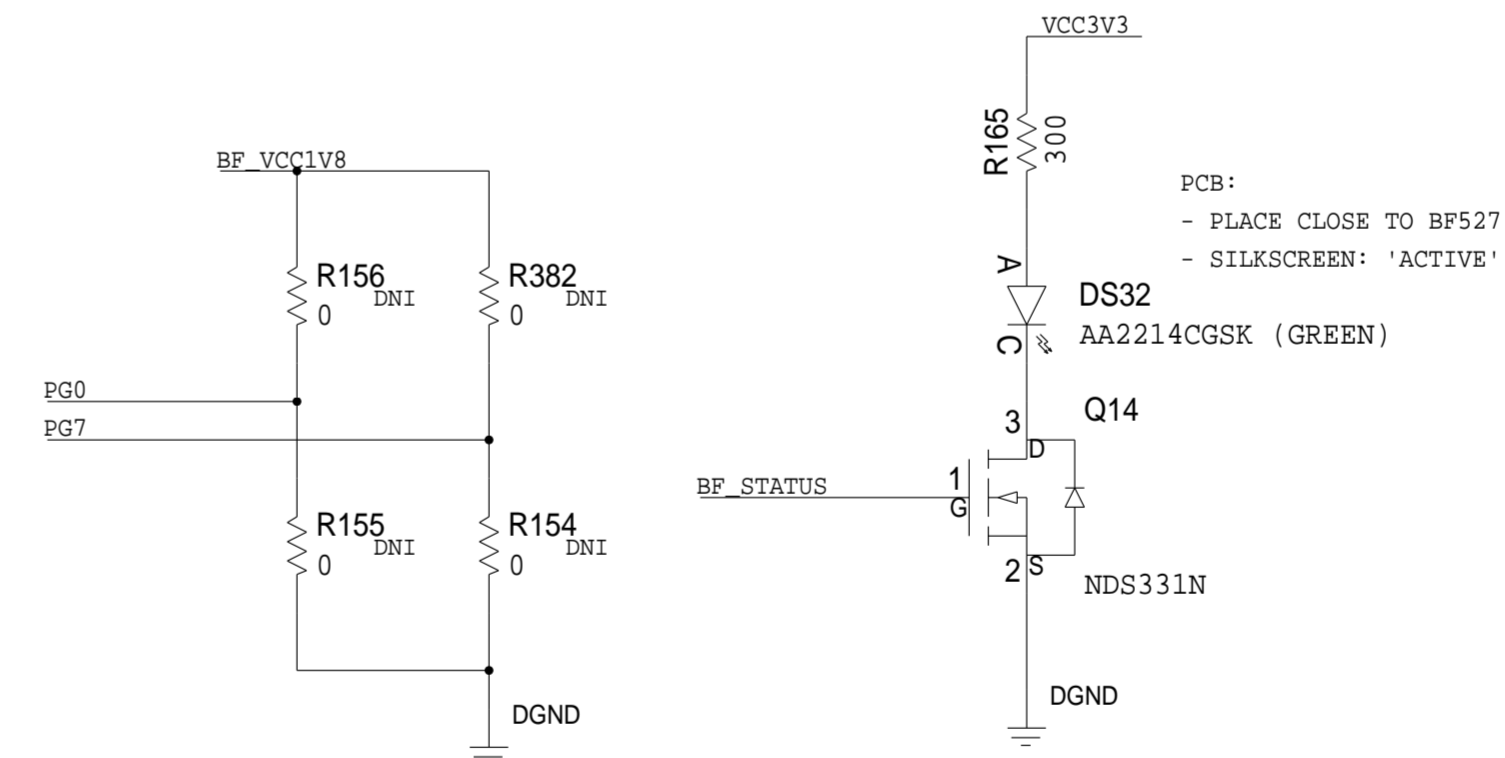 BF_VCC1V8
R156
DNI
0
R382
DNI
0
PG0
PG7
R155
DNI
0
R154
DNI
0
DGND
VCC3V3
R165
300
PCB:
- PLACE CLOSE TO BF527
- SILKSCREEN: 'ACTIVE'
A
DS32
AA2214CGSK (GREEN)
C
Q14
3
D
BF_STATUS
1
G
2
S
NDS331N
DGND